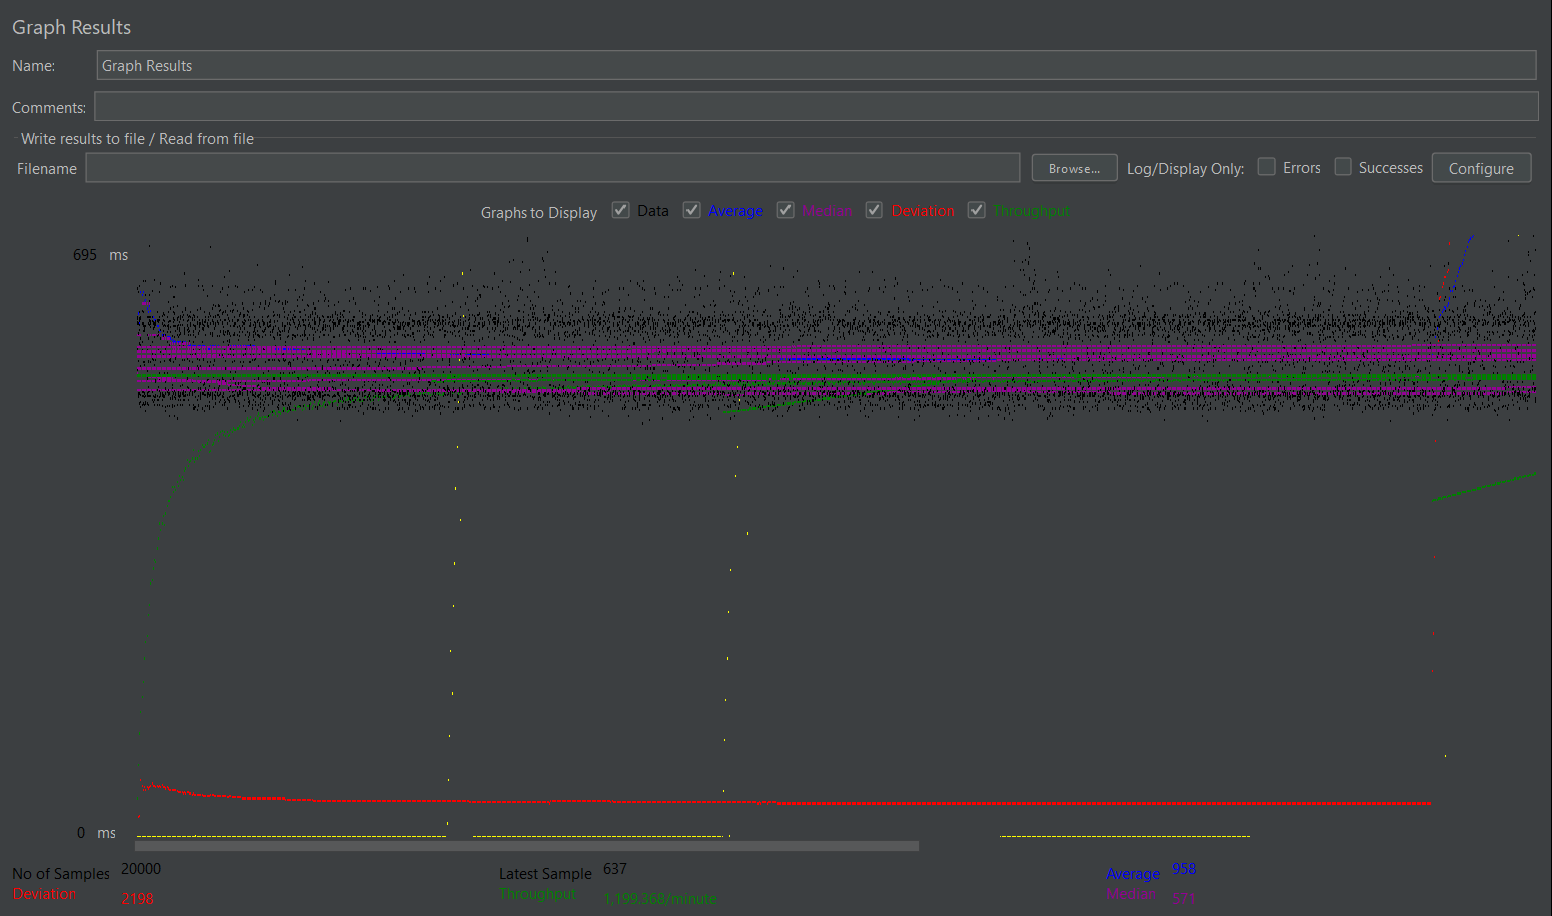 Graph Results
Name: Graph Results
Comments:
Write results to file / Read from file
Filename Browse... Log/Display Only: Errors Successes Configure
Graphs to Display Data Average Median Deviation Throughput
695 ms
0 ms
No of Samples 20000 Latest Sample 637 Average 958
Deviation 2198 Throughput 1,199.368/minute Median